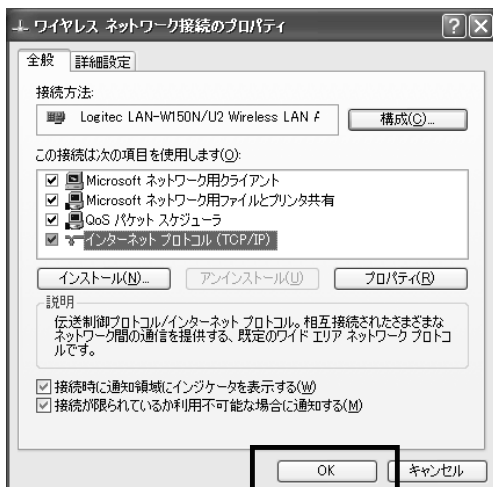 ワイヤレス ネットワーク接続のプロパティ
全般 詳細設定
接続方法:
Logitec LAN-W150N/U2 Wireless LAN A
構成(C)...
この接続は次の項目を使用します(O):
Microsoft ネットワーク用クライアント
Microsoft ネットワーク用ファイルとプリンタ共有
QoS パケット スケジューラ
インターネット プロトコル (TCP/IP)
インストール(N)... アンインストール(U) プロパティ(R)
説明
伝送制御プロトコル/インターネット プロトコル。相互接続されたさまざまな
ネットワーク間の通信を提供する、既定のワイド エリア ネットワーク プロトコ
ルです。
接続時に通知領域にインジケータを表示する(W)
接続が限られているか利用不可能な場合に通知する(M)
OK キャンセル